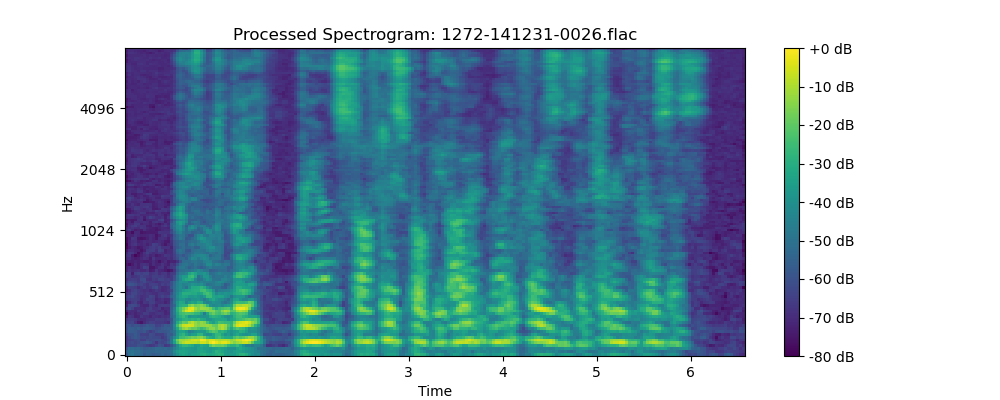 Processed Spectrogram: 1272-141231-0026.flac
Hz
4096
2048
1024
512
0
0 1 2 3 4 5 6
Time
+0 dB
-10 dB
-20 dB
-30 dB
-40 dB
-50 dB
-60 dB
-70 dB
-80 dB